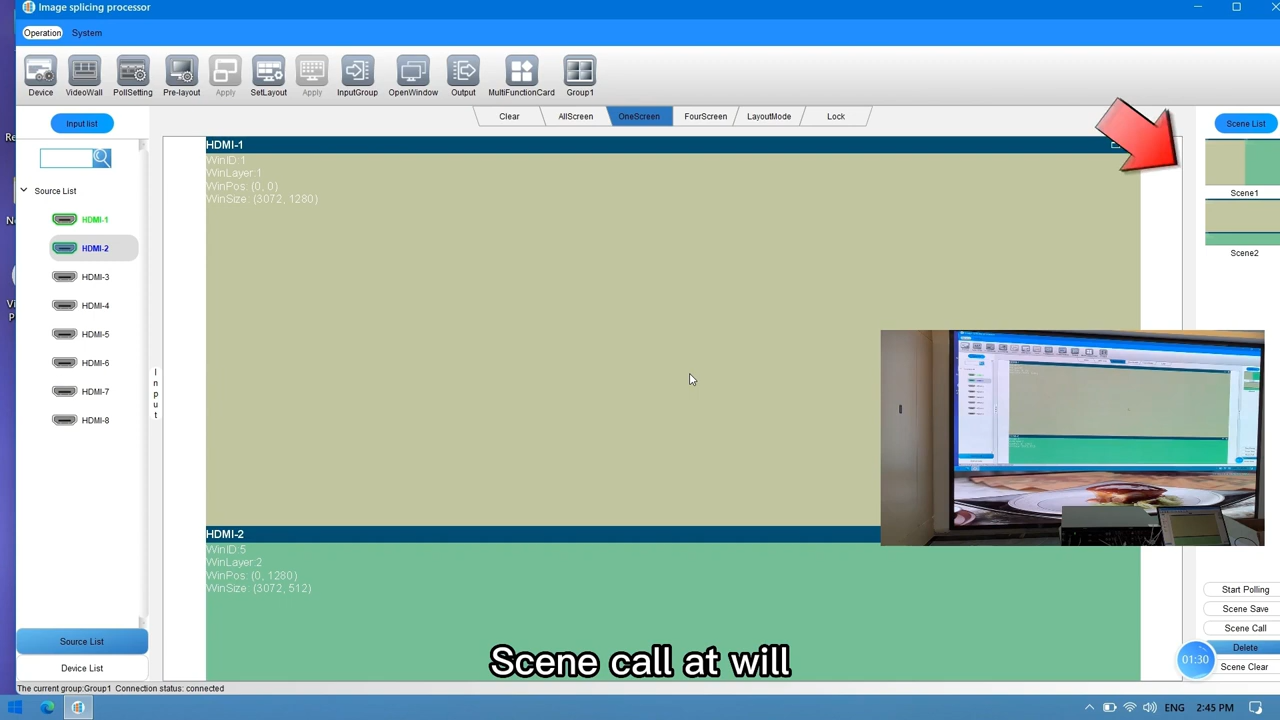 Image splicing processor
Operation System
Device VideoWall PollSetting Pre-layout Apply SetLayout Apply InputGroup OpenWindow Output MultiFunctionCard Group1
Input list Clear AllScreen OneScreen FourScreen LayoutMode Lock Scene List
HDMI-1
WinID:1
WinLayer:1
WinPos: (0, 0)
WinSize: (3072, 1280)
Source List
HDMI-1
HDMI-2
HDMI-3
HDMI-4
HDMI-5
HDMI-6
HDMI-7
HDMI-8
Input
Scene1
Scene2
HDMI-2
WinID:5
WinLayer:2
WinPos: (0, 1280)
WinSize: (3072, 512)
Start Polling
Scene Save
Scene Call
Delete
Scene Clear
01:30
Scene call at will
Source List
Device List
The current group:Group1 Connection status: connected
ENG 2:45 PM